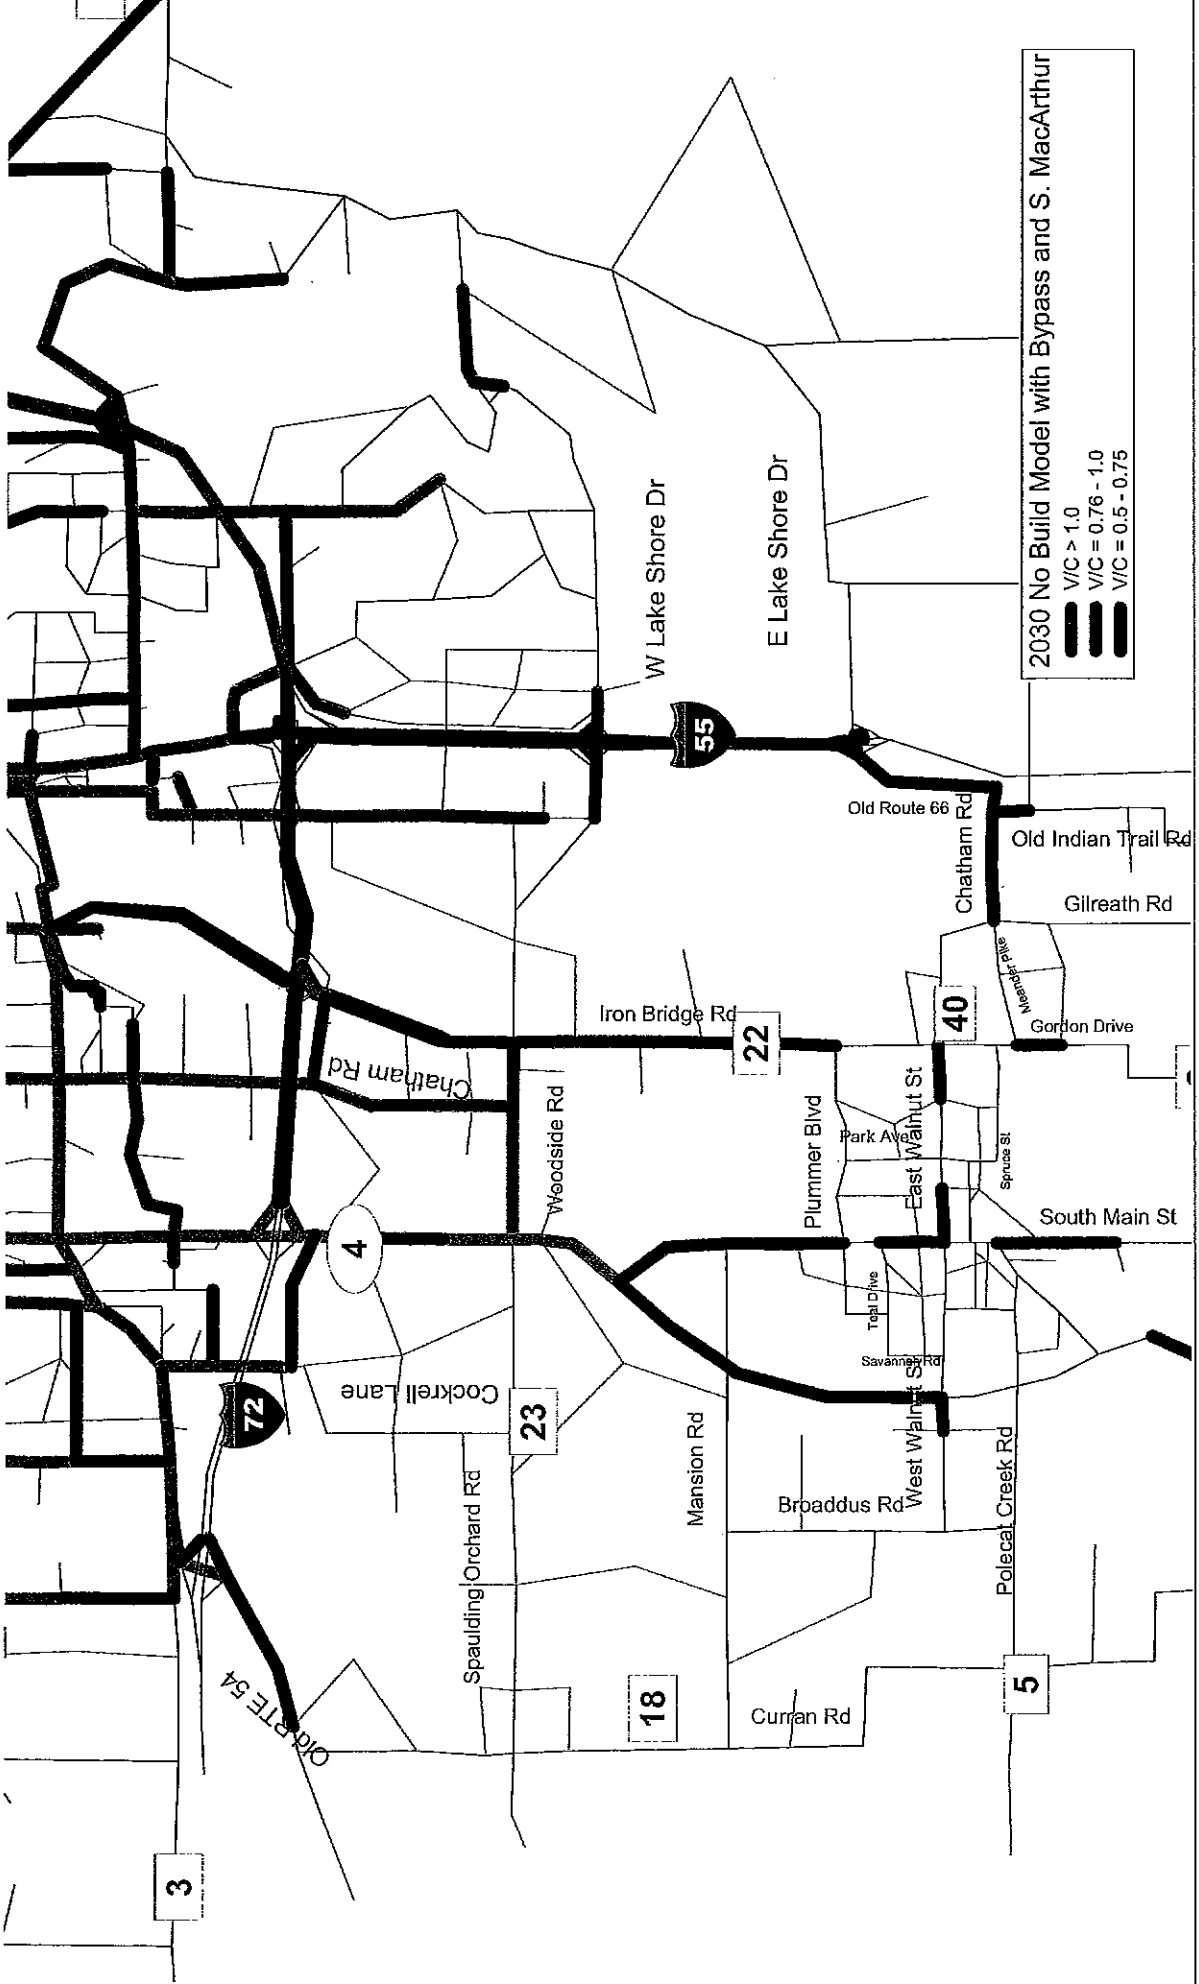 2030 No Build Model with Bypass and S. MacArthur
V/C > 1.0
V/C = 0.76 - 1.0
V/C = 0.5 - 0.75
3
Old RTE 54
72
Cockrell Lane
4
Chatham Rd
Spaulding Orchard Rd
23
Woodside Rd
W Lake Shore Dr
18
Mansion Rd
Iron Bridge Rd
22
55
E Lake Shore Dr
Curran Rd
Broaddus Rd
Plummer Blvd
Park Ave
Teal Drive
Savannah Rd
West Walnut St
East Walnut St
40
Old Route 66
Chatham Rd
5
Polecat Creek Rd
Spruce St
Meander Pike
South Main St
Gordon Drive
Gilreath Rd
Old Indian Trail Rd